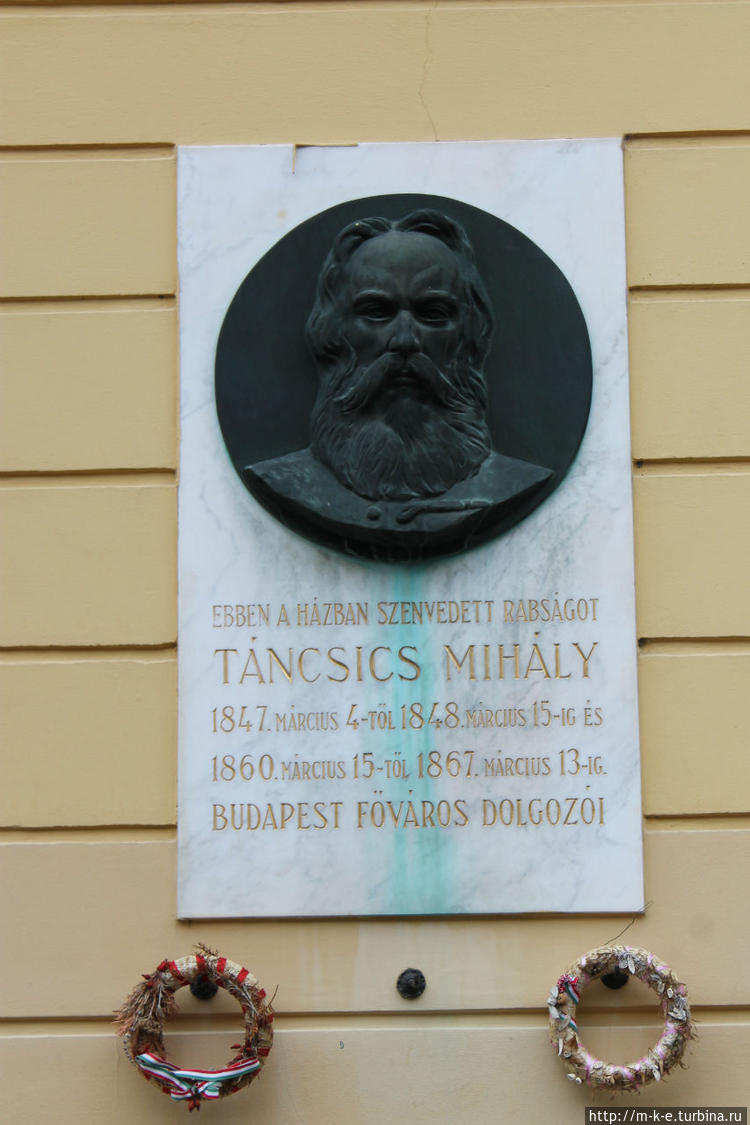 EBBEN A HÁZBAN SZENVEDETT RABSÁGOT
TÁNCSICS MIHÁLY
1847. MÁRCIUS 4-TŐL 1848. MÁRCIUS 15-IG ÉS
1860. MÁRCIUS 15-TŐL 1867. MÁRCIUS 13-IG.
BUDAPEST FŐVÁROS DOLGOZÓI
http://m-k-e.turbina.ru/